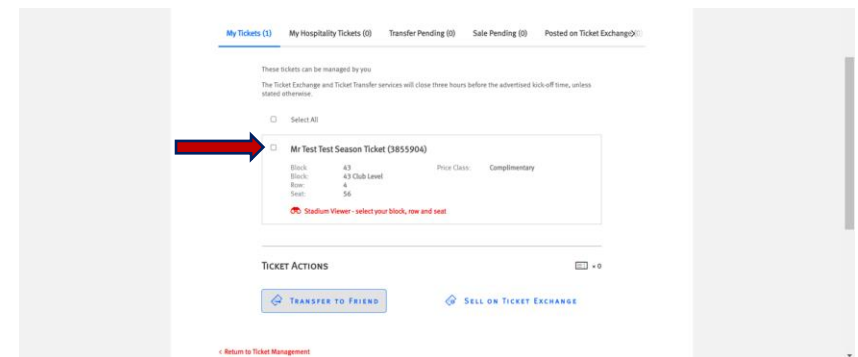 My Tickets (1) My Hospitality Tickets (0) Transfer Pending (0) Sale Pending (0) Posted on Ticket Exchange
These tickets can be managed by you
The Ticket Exchange and Ticket Transfer services will close three hours before the advertised kick-off time, unless
stated otherwise.
Select All
Mr Test Test Season Ticket (3855904)
Block 43 Price Class: Complimentary
Block: 43 Club Level
Row: 4
Seat: 56
Stadium Viewer - select your block, row and seat
TICKET ACTIONS × 0
TRANSFER TO FRIEND SELL ON TICKET EXCHANGE
< Return to Ticket Management